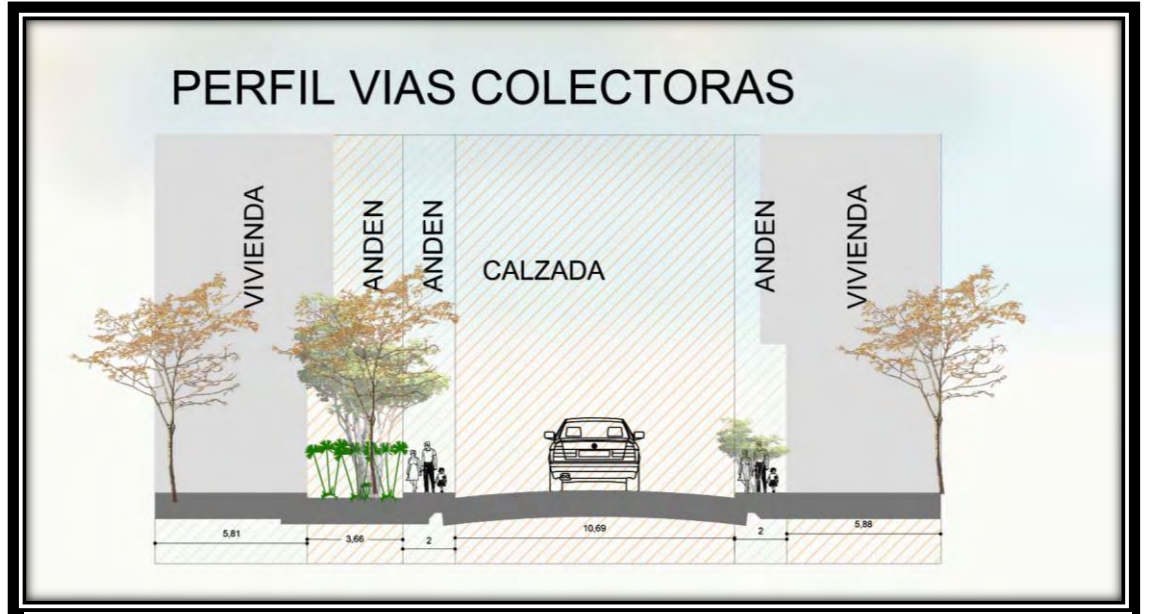 PERFIL VIAS COLECTORAS
VIVIENDA
ANDEN
ANDEN
CALZADA
ANDEN
VIVIENDA
5,81
3,66
2
10,69
2
5,88